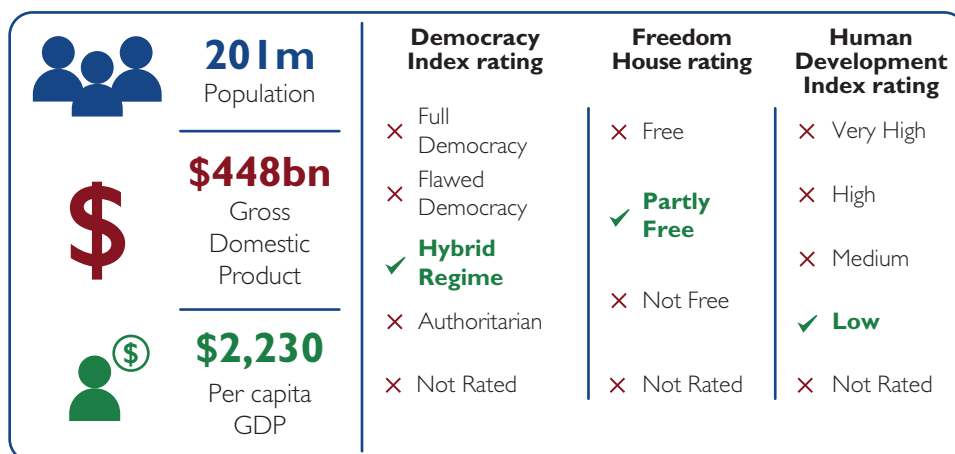 201m
Population
$448bn
Gross
Domestic
Product
$
$
$2,230
Per capita
GDP
Democracy
Index rating
Full
Democracy
Flawed
Democracy
Hybrid
Regime
Authoritarian
Not Rated
Freedom
House rating
Free
Partly
Free
Not Free
Not Rated
Human
Development
Index rating
Very High
High
Medium
Low
Not Rated